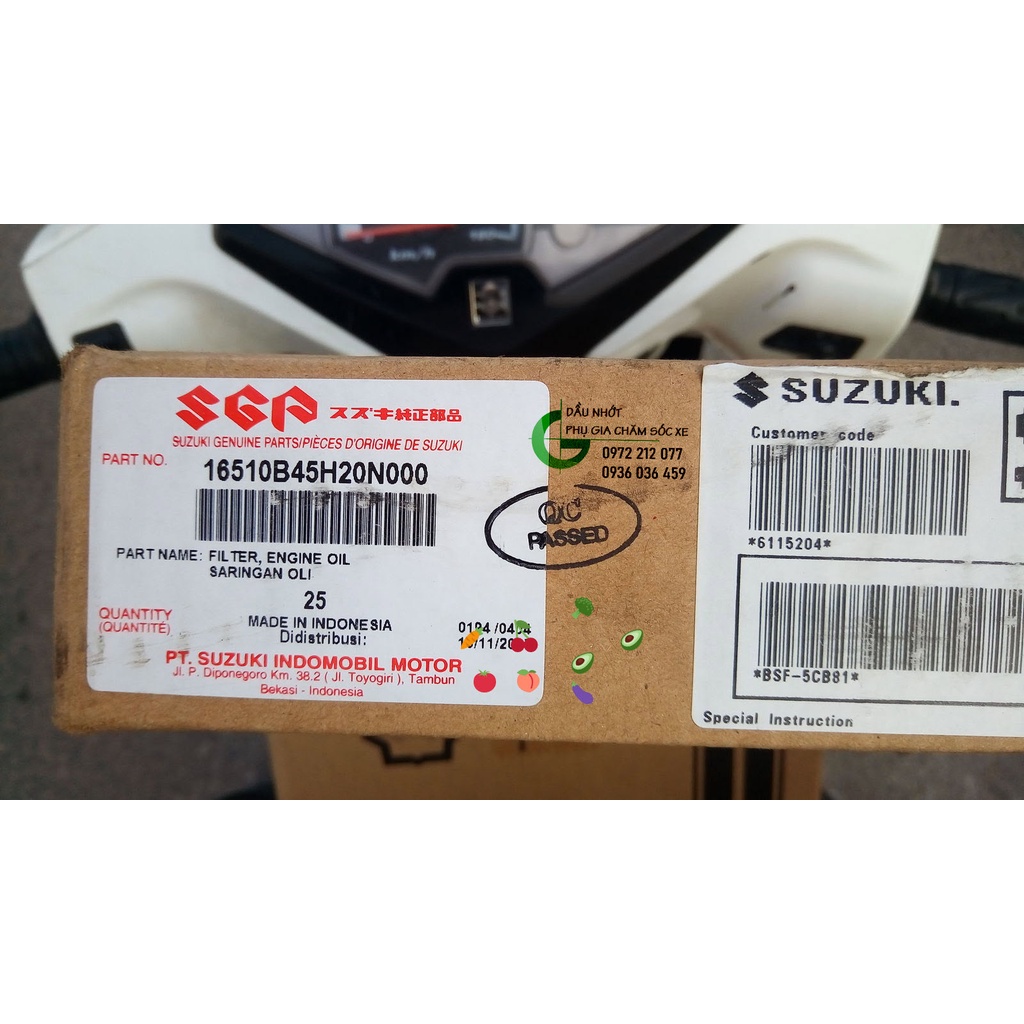 km/h
SGP スズキ純正部品
SUZUKI GENUINE PARTS/PIÈCES D'ORIGINE DE SUZUKI
PART NO. 16510B45H20N000
PART NAME: FILTER, ENGINE OIL
SARINGAN OLI
25
QUANTITY
(QUANTITÉ)
MADE IN INDONESIA
Didistribusi:
PT. SUZUKI INDOMOBIL MOTOR
Jl. P. Diponegoro Km. 38.2 ( Jl. Toyogiri ), Tambun
Bekasi - Indonesia
DẦU NHỚT
PHỤ GIA CHĂM SÓC XE
0972 212 077
0936 036 459
QC
PASSED
SUZUKI.
Customer code
*6115204*
*BSF-5CB81*
Special Instruction